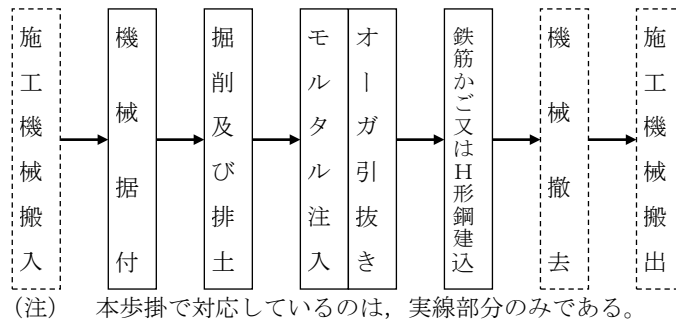 施工機械搬入
機械据付
掘削及び排土
モルタル注入
オーガ引抜き
鉄筋かご又はH形鋼建込
機械撤去
施工機械搬出
(注) 本歩掛で対応しているのは，実線部分のみである。